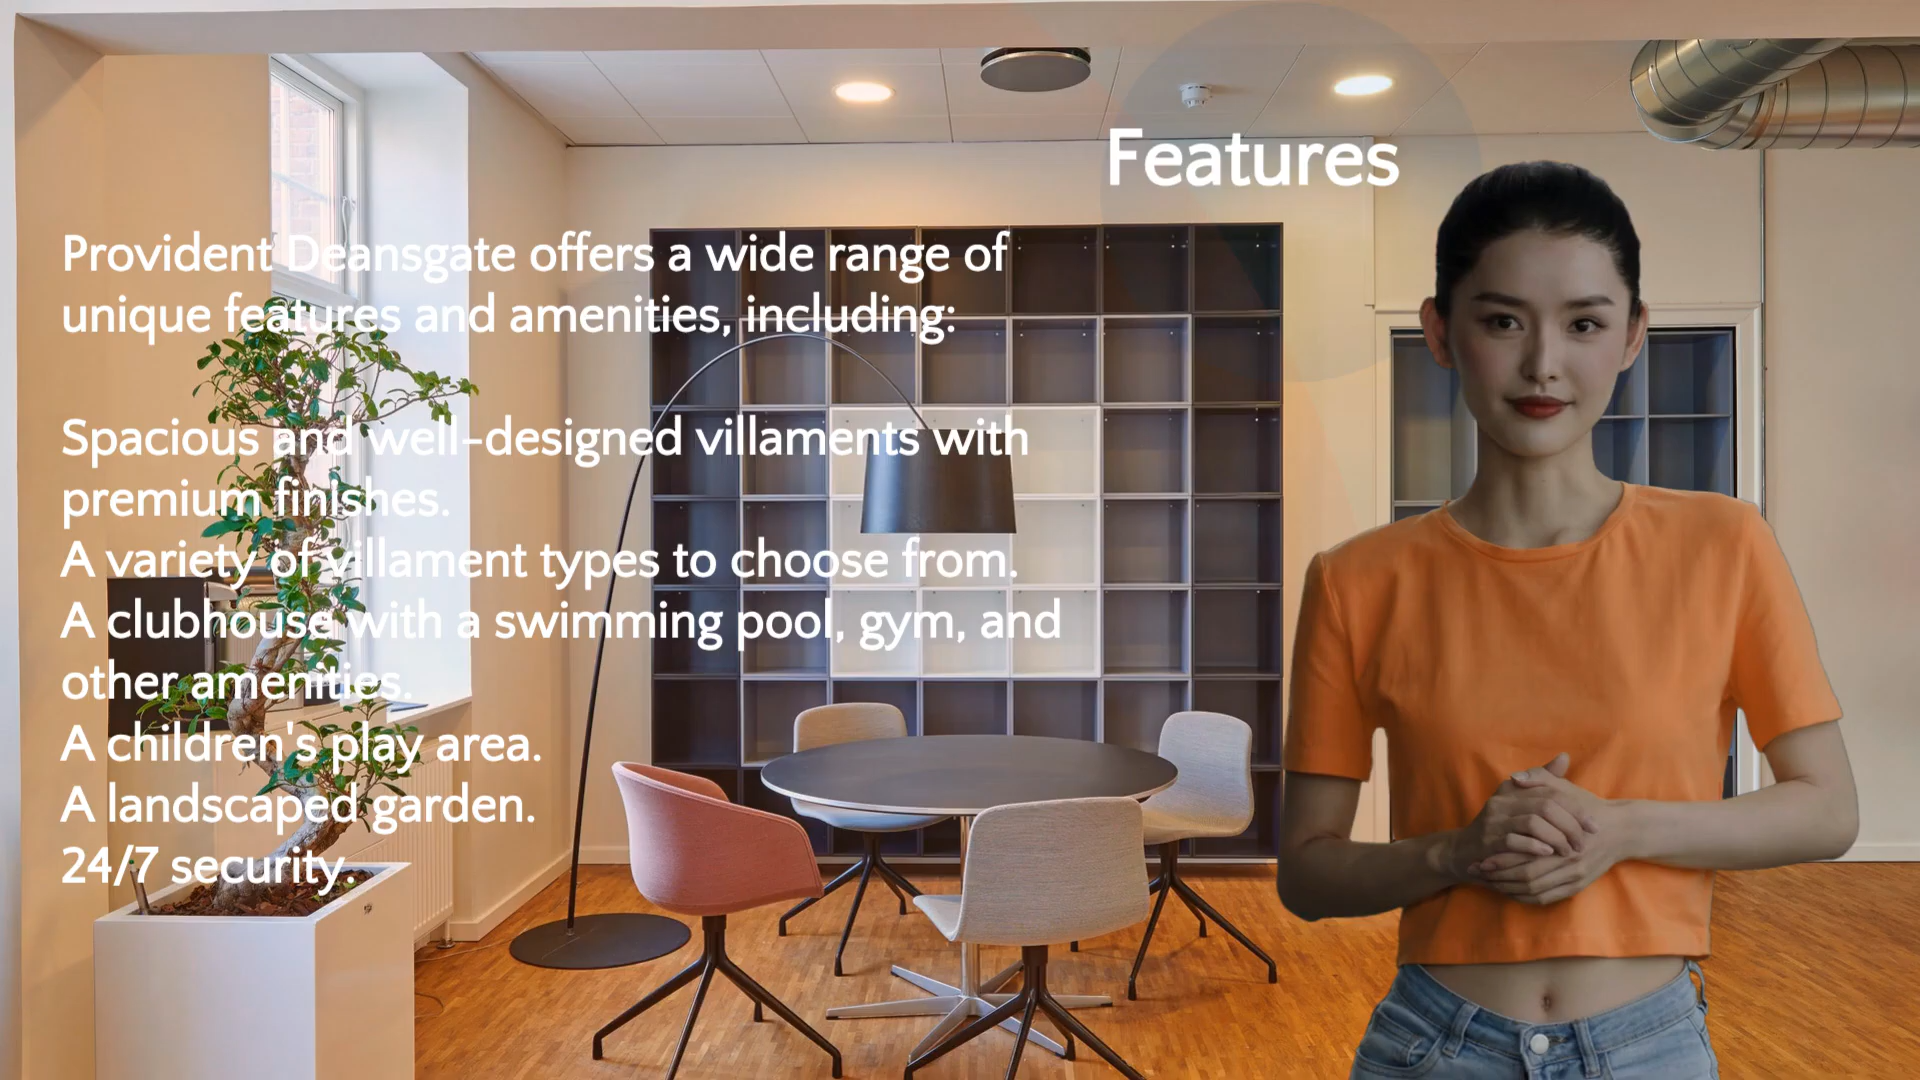 Features
Provident Deansgate offers a wide range of
unique features and amenities, including:
Spacious and well-designed villaments with
premium finishes.
A variety of villament types to choose from.
A clubhouse with a swimming pool, gym, and
other amenities.
A children's play area.
A landscaped garden.
24/7 security.